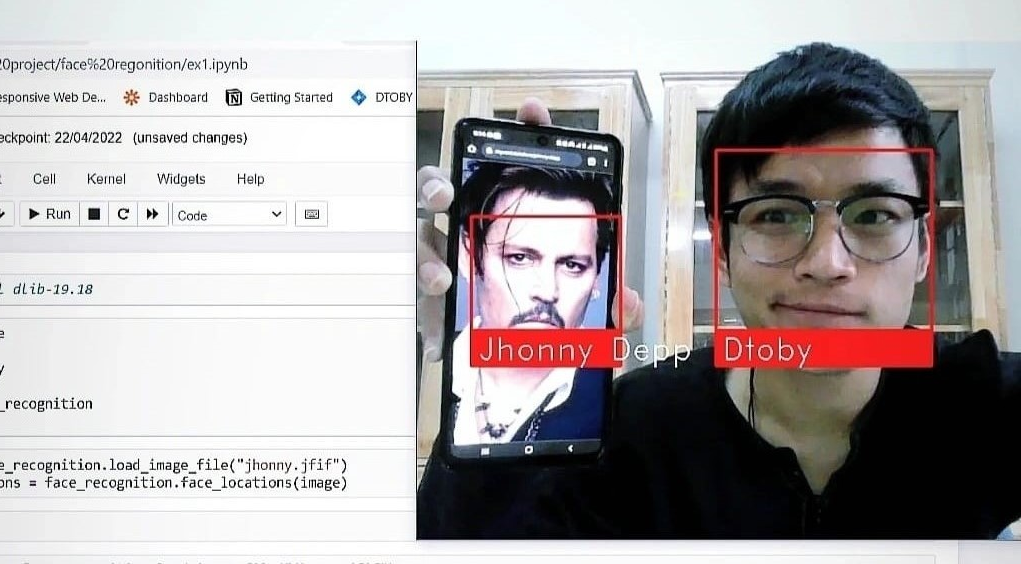 20project/face%20regonition/ex1.ipynb
esponsive Web De... Dashboard Getting Started DTOBY
eckpoint: 22/04/2022 (unsaved changes)
Cell Kernel Widgets Help
Run Code
dlib-19.18
e
y
_recognition
e_recognition.load_image_file("jhonny.jfif")
ons = face_recognition.face_locations(image)
Jhonny Depp
Dtoby